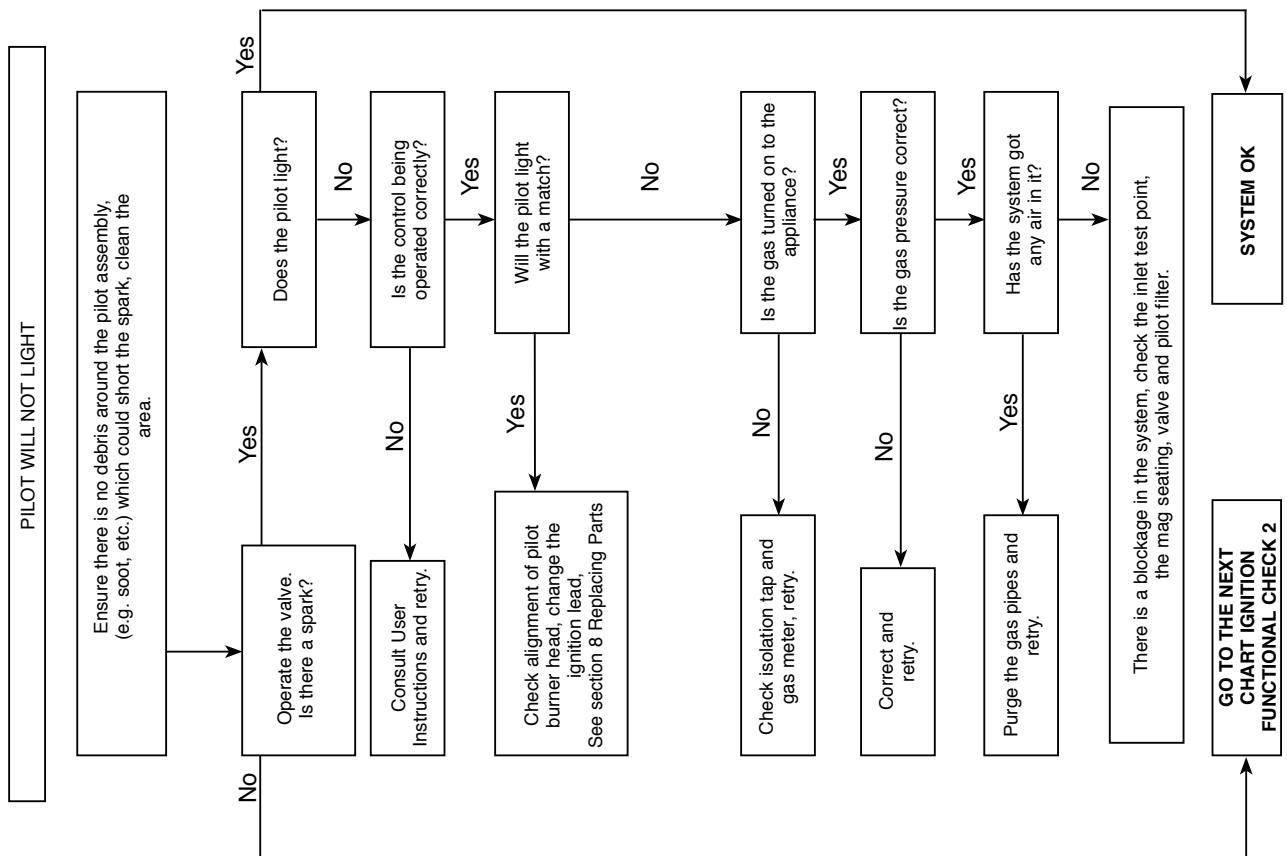 PILOT WILL NOT LIGHT
Ensure there is no debris around the pilot assembly,
(e.g. soot, etc.) which could short the spark, clean the
area.
Operate the valve.
Is there a spark?
No
Yes
Does the pilot light?
Yes
No
Is the control being
operated correctly?
No
Consult User
Instructions and retry.
Yes
Will the pilot light
with a match?
Yes
Check alignment of pilot
burner head, change the
ignition lead,
See section 8 Replacing Parts
No
Is the gas turned on to the
appliance?
No
Check isolation tap and
gas meter, retry.
Yes
Is the gas pressure correct?
No
Correct and
retry.
Yes
Has the system got
any air in it?
Yes
Purge the gas pipes and
retry.
No
There is a blockage in the system, check the inlet test point,
the mag seating, valve and pilot filter.
GO TO THE NEXT
CHART IGNITION
FUNCTIONAL CHECK 2
SYSTEM OK